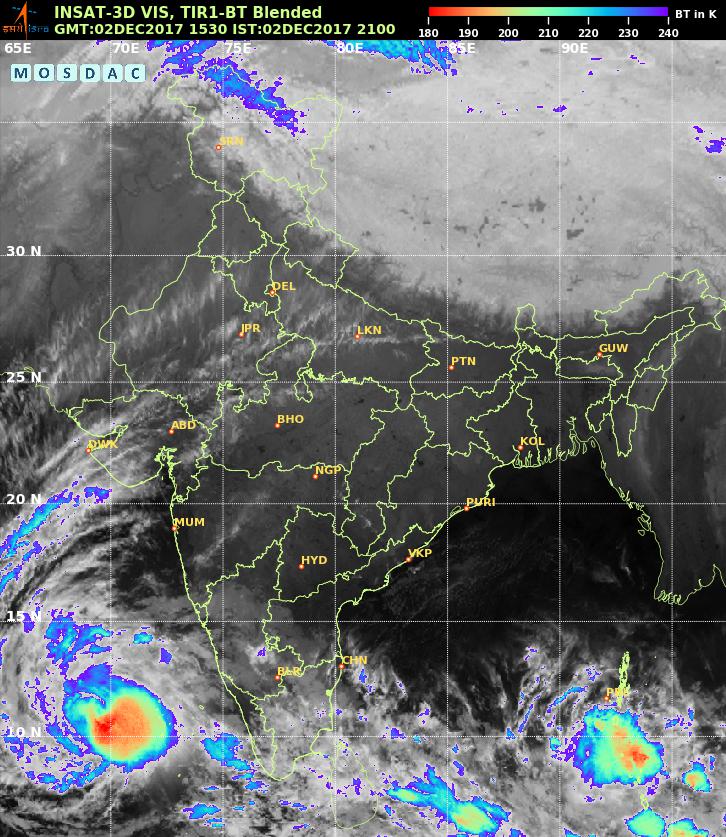 INSAT-3D VIS, TIR1-BT Blended
GMT:02DEC2017 1530 IST:02DEC2017 2100
180 190 200 210 220 230 240
BT in K
65E 70E 75E 80E 85E 90E
MOSDAC
SRN
30 N
DEL
JPR
LKN
GUW
PTN
25 N
BHO
ABD
KOL
DWK
NGP
20 N
PURI
MUM
VKP
HYD
15 N
CHN
BLR
10 N